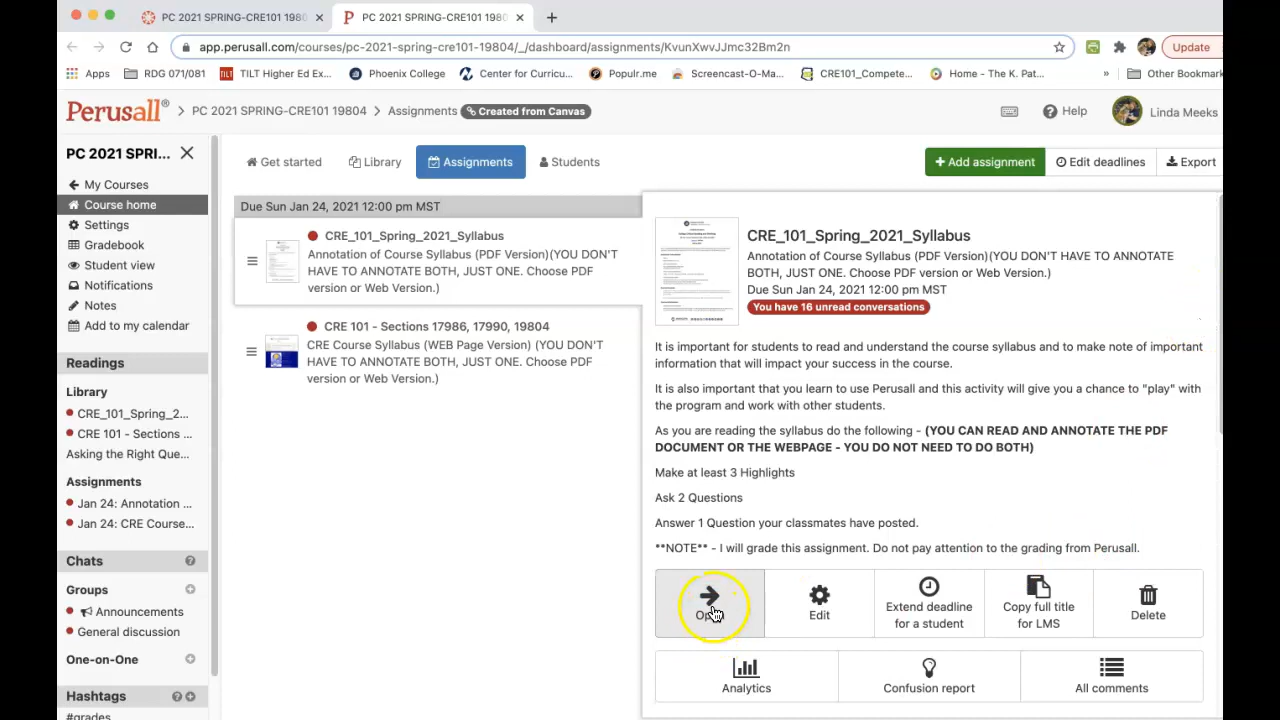 PC 2021 SPRING-CRE101 1980
PC 2021 SPRING-CRE101 1980
app.perusall.com/courses/pc-2021-spring-cre101-19804/_/dashboard/assignments/KvunXwvJJmc32Bm2n
Update
Apps
RDG 071/081
TILT Higher Ed Ex...
Phoenix College
Center for Curricu...
Populr.me
Screencast-O-Ma...
CRE101_Compete...
Home - The K. Pat...
»
Other Bookmark
Perusall®
PC 2021 SPRING-CRE101 19804
Assignments
Created from Canvas
Help
Linda Meeks
PC 2021 SPRI...
My Courses
Course home
Settings
Gradebook
Student view
Notifications
Notes
Add to my calendar
Readings
Library
CRE_101_Spring_2...
CRE 101 - Sections ...
Asking the Right Que...
Assignments
Jan 24: Annotation ...
Jan 24: CRE Course...
Chats
Groups
Announcements
General discussion
One-on-One
Hashtags
#grades
Get started
Library
Assignments
Students
+ Add assignment
Edit deadlines
Export
Due Sun Jan 24, 2021 12:00 pm MST
CRE_101_Spring_2021_Syllabus
Annotation of Course Syllabus (PDF Version)(YOU DON'T
HAVE TO ANNOTATE BOTH, JUST ONE. Choose PDF
version or Web Version.)
CRE 101 - Sections 17986, 17990, 19804
CRE Course Syllabus (WEB Page Version) (YOU DON'T
HAVE TO ANNOTATE BOTH, JUST ONE. Choose PDF
version or Web Version.)
CRE_101_Spring_2021_Syllabus
Annotation of Course Syllabus (PDF Version)(YOU DON'T HAVE TO ANNOTATE
BOTH, JUST ONE. Choose PDF version or Web Version.)
Due Sun Jan 24, 2021 12:00 pm MST
You have 16 unread conversations
It is important for students to read and understand the course syllabus and to make note of important
information that will impact your success in the course.
It is also important that you learn to use Perusall and this activity will give you a chance to "play" with
the program and work with other students.
As you are reading the syllabus do the following - (YOU CAN READ AND ANNOTATE THE PDF
DOCUMENT OR THE WEBPAGE - YOU DO NOT NEED TO DO BOTH)
Make at least 3 Highlights
Ask 2 Questions
Answer 1 Question your classmates have posted.
**NOTE** - I will grade this assignment. Do not pay attention to the grading from Perusall.
Edit
Extend deadline
for a student
Copy full title
for LMS
Delete
Analytics
Confusion report
All comments